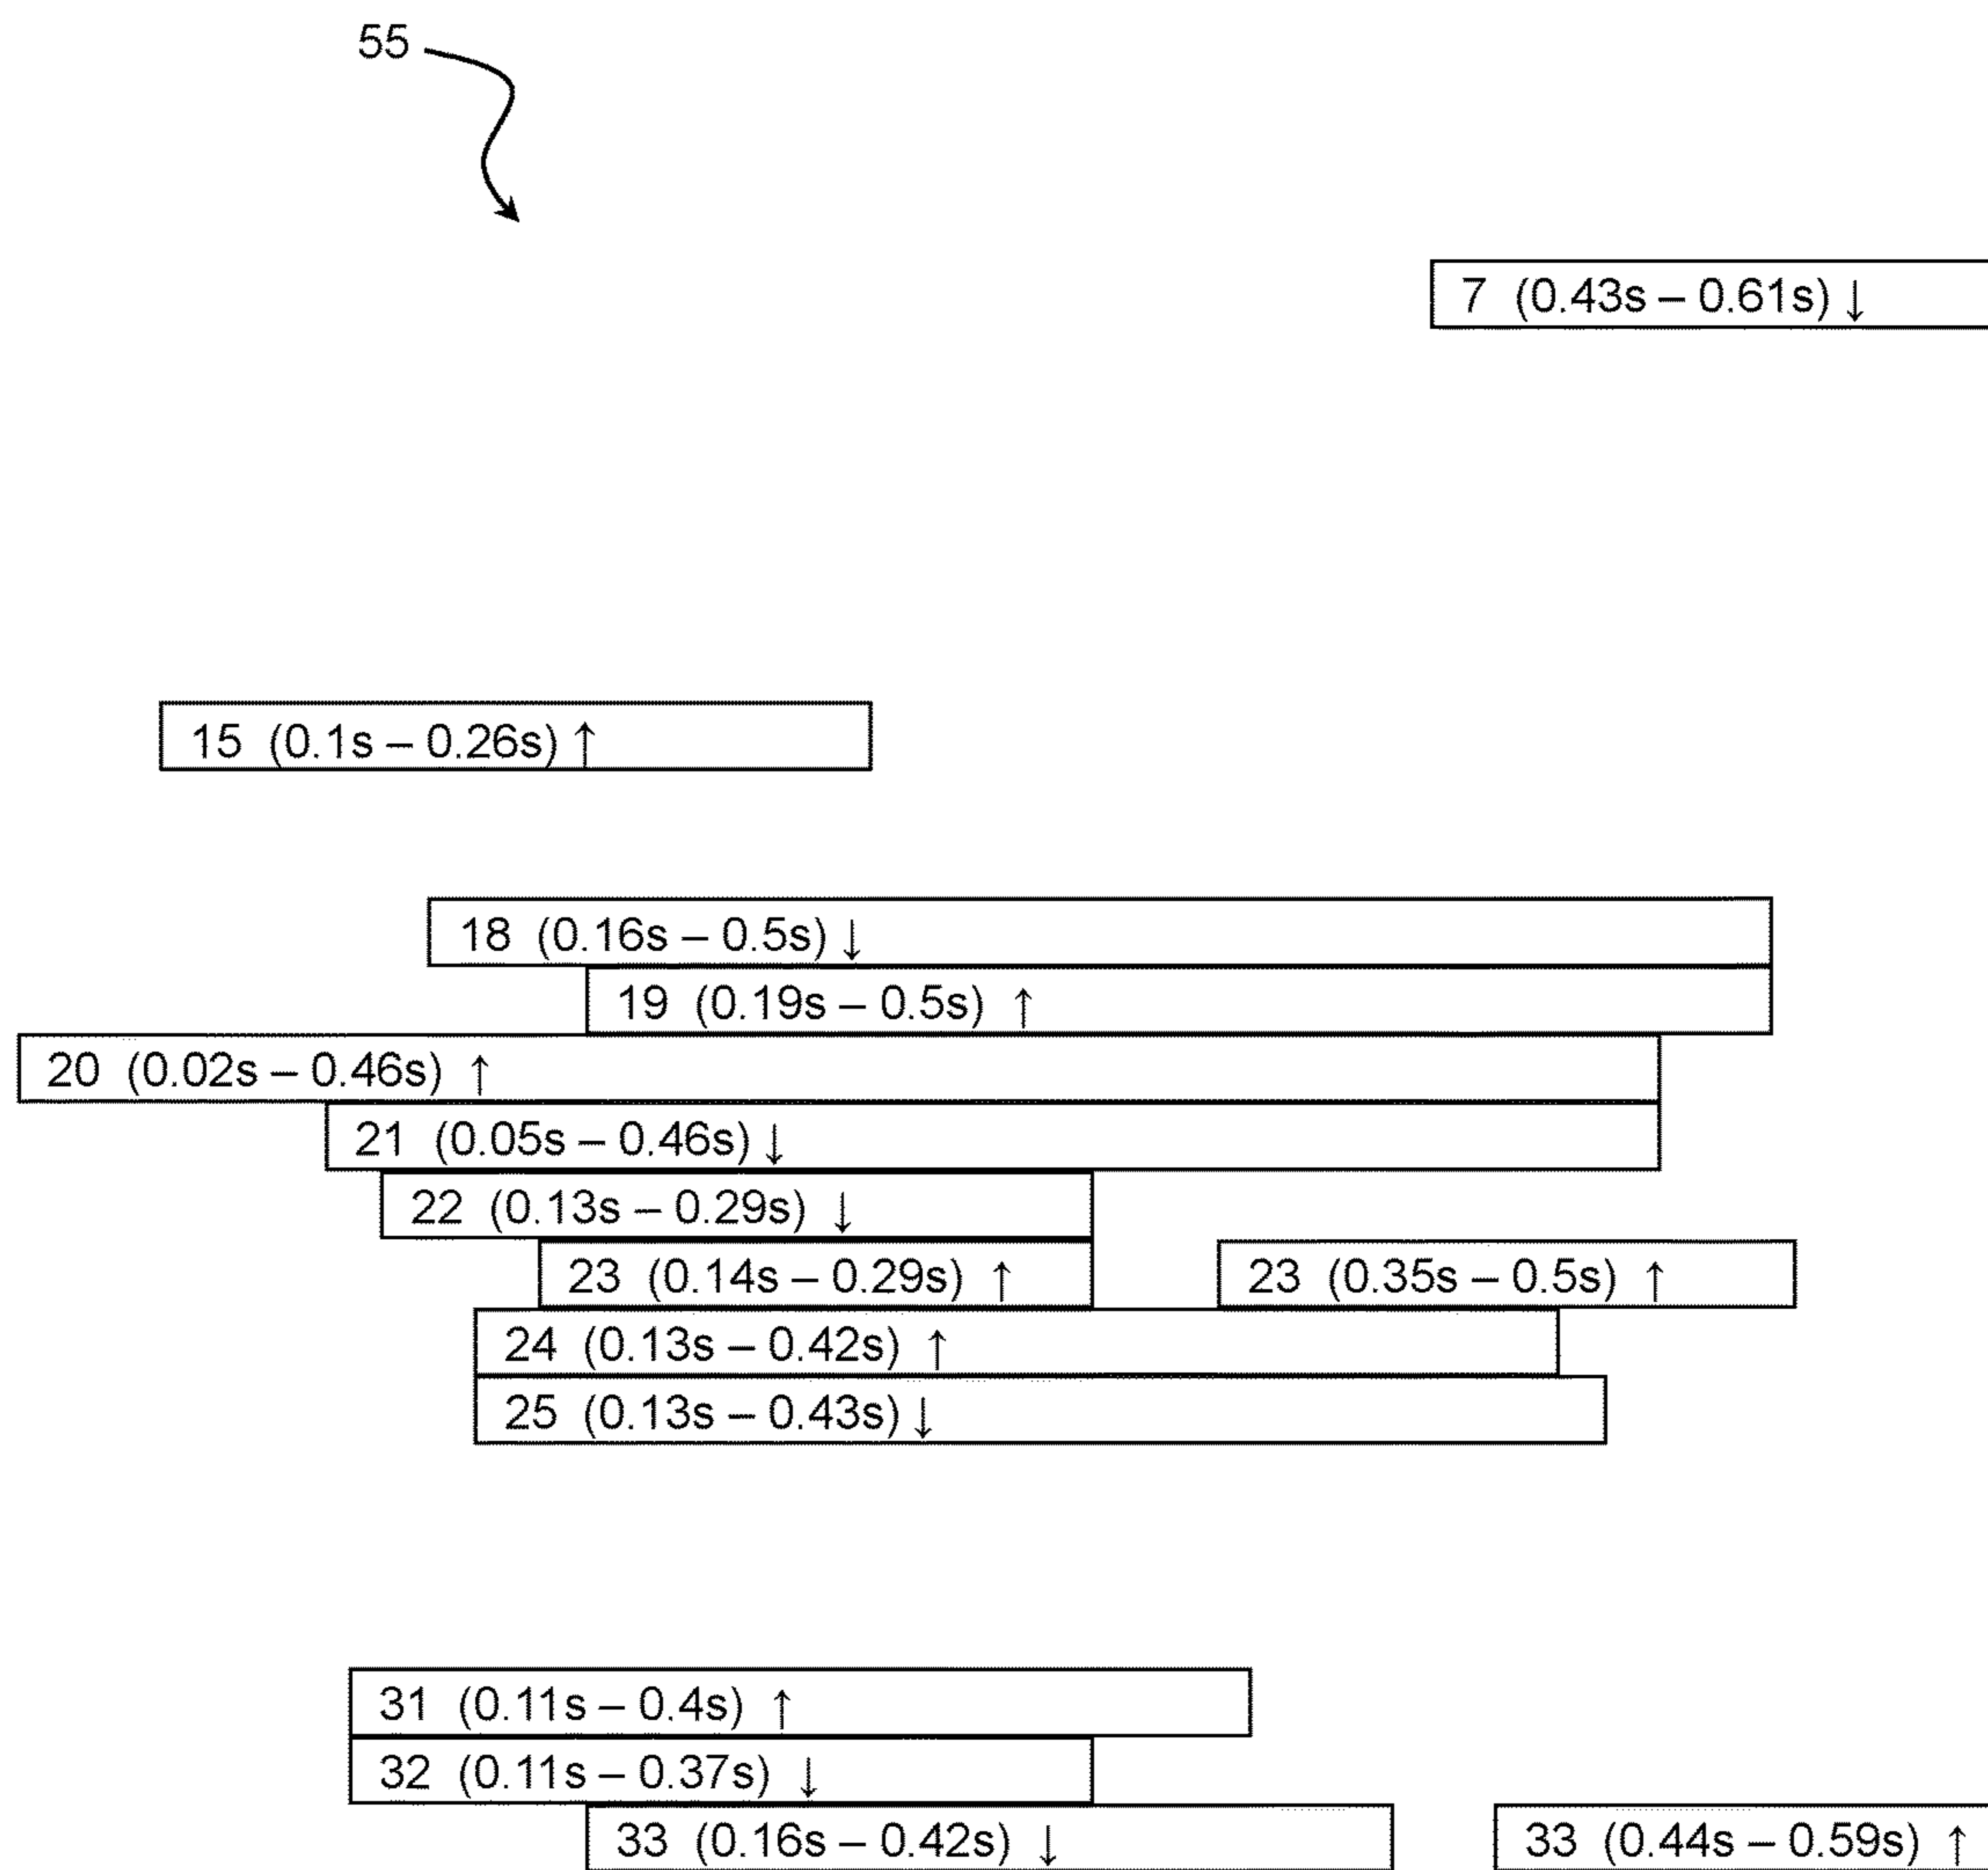 55
7 (0.43s – 0.61s) ↓
15 (0.1s – 0.26s) ↑
18 (0.16s – 0.5s) ↓
19 (0.19s – 0.5s) ↑
20 (0.02s – 0.46s) ↑
21 (0.05s – 0.46s) ↓
22 (0.13s – 0.29s) ↓
23 (0.14s – 0.29s) ↑
23 (0.35s – 0.5s) ↑
24 (0.13s – 0.42s) ↑
25 (0.13s – 0.43s) ↓
31 (0.11s – 0.4s) ↑
32 (0.11s – 0.37s) ↓
33 (0.16s – 0.42s) ↓
33 (0.44s – 0.59s) ↑